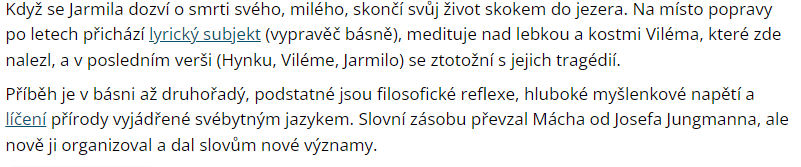 Když se Jarmila dozví o smrti svého, milého, skončí svůj život skokem do jezera. Na místo popravy
po letech přichází lyrický subjekt (vypravěč básně), medituje nad lebkou a kostmi Viléma, které zde
nalezl, a v posledním verši (Hynku, Viléme, Jarmilo) se ztotožní s jejich tragédií.
Příběh je v básni až druhořadý, podstatné jsou filosofické reflexe, hluboké myšlenkové napětí a
líčení přírody vyjádřené svébytným jazykem. Slovní zásobu převzal Mácha od Josefa Jungmanna, ale
nově ji organizoval a dal slovům nové významy.